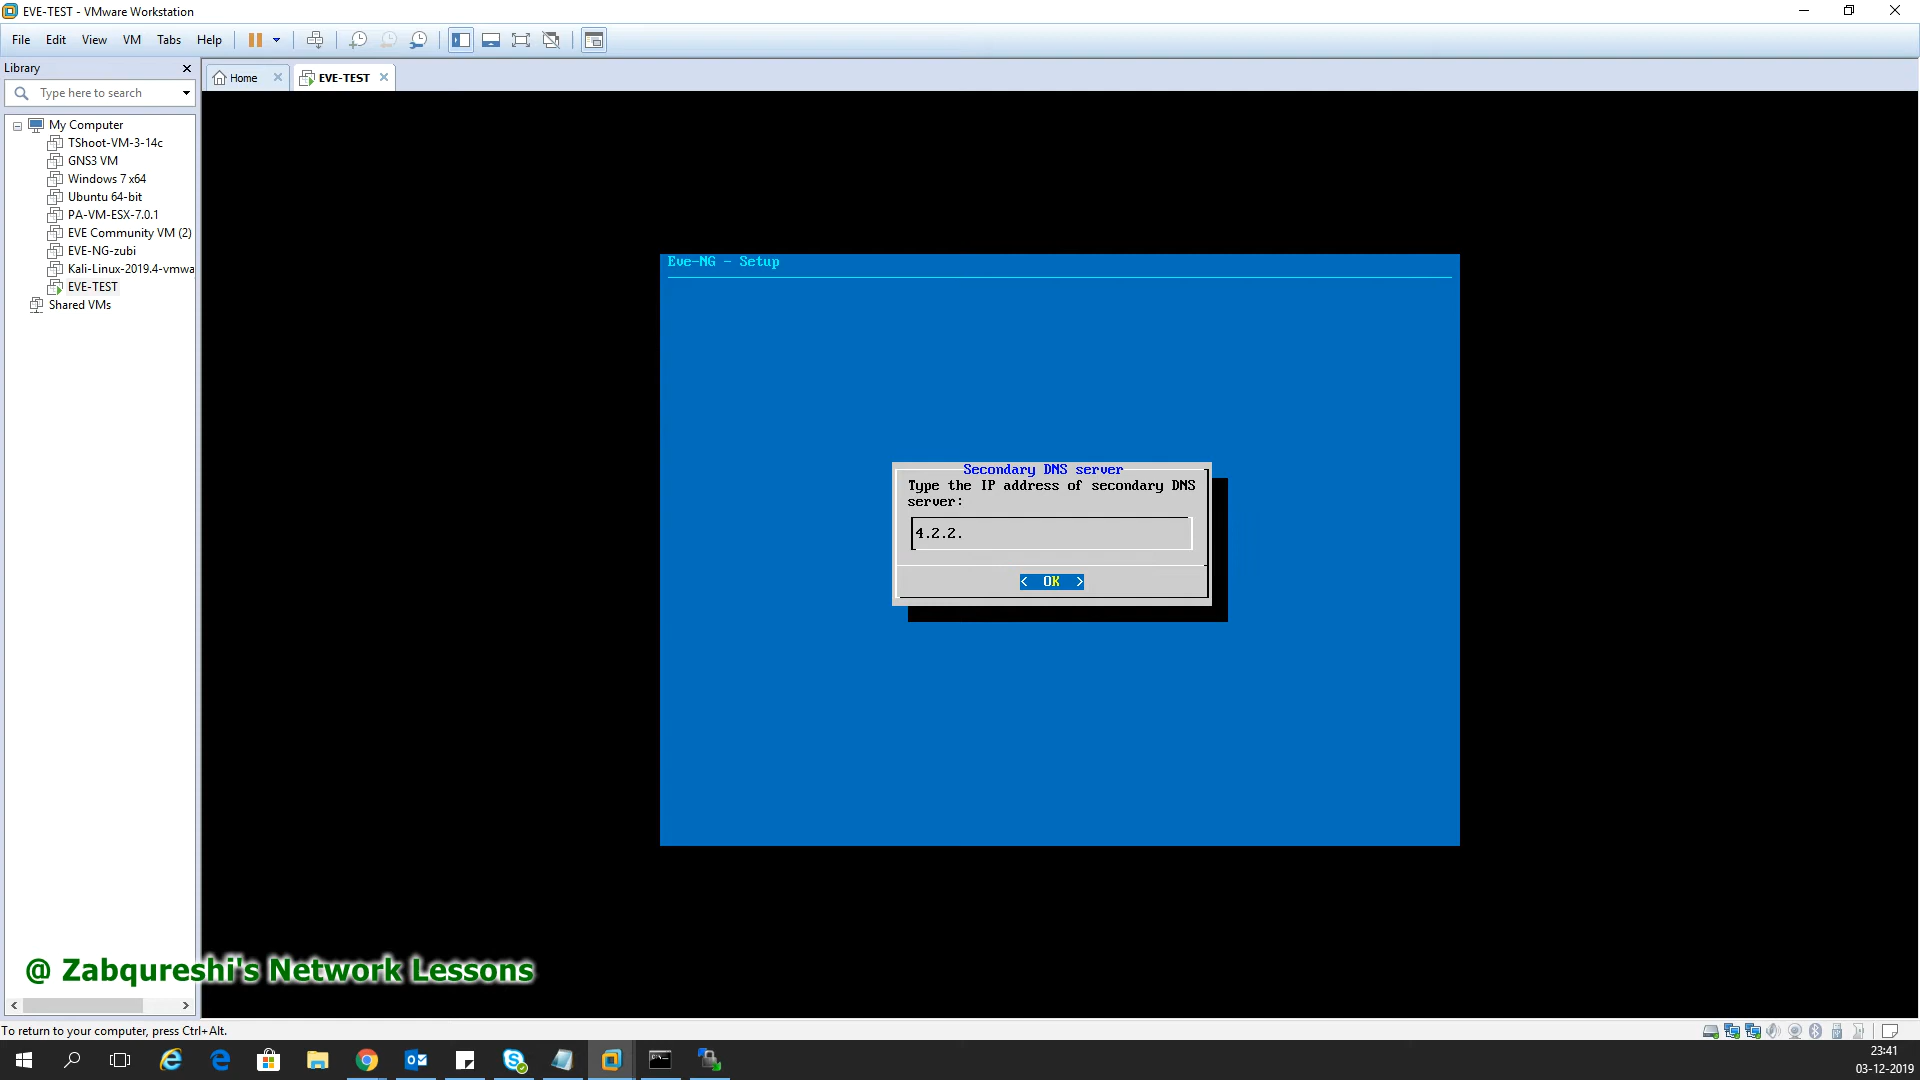 EVE-TEST - VMware Workstation
File Edit View VM Tabs Help
Library
Type here to search
My Computer
TShoot-VM-3-14c
GNS3 VM
Windows 7 x64
Ubuntu 64-bit
PA-VM-ESX-7.0.1
EVE Community VM (2)
EVE-NG-zubi
Kali-Linux-2019.4-vmwa
EVE-TEST
Shared VMs
Home
EVE-TEST
Eve-NG - Setup
Secondary DNS server
Type the IP address of secondary DNS
server:
4.2.2.
< OK >
@ Zabqureshi's Network Lessons
To return to your computer, press Ctrl+Alt.
23:41
03-12-2019